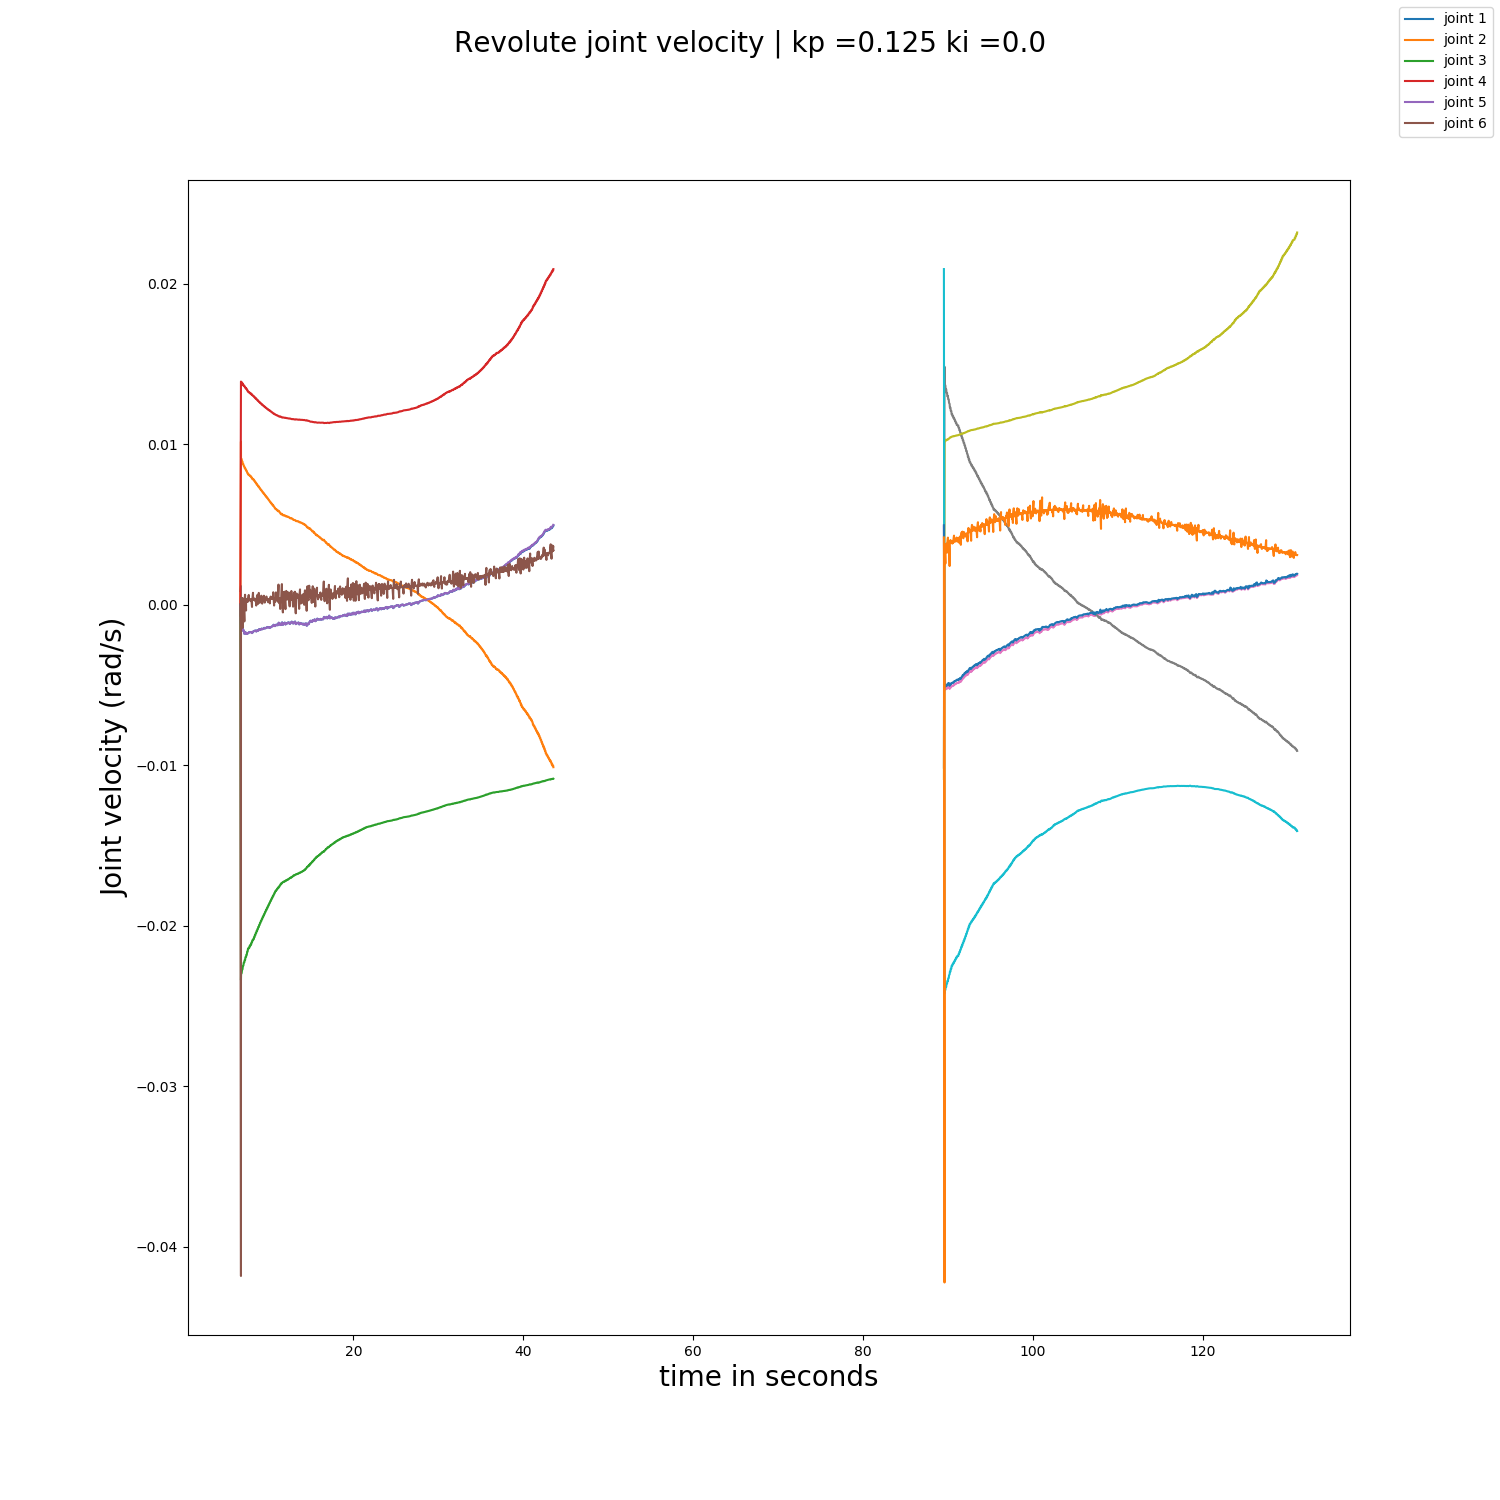 Revolute joint velocity | kp =0.125 ki =0.0
joint 1
joint 2
joint 3
joint 4
joint 5
joint 6
Joint velocity (rad/s)
0.02
0.01
0.00
−0.01
−0.02
−0.03
−0.04
20 40 60 80 100 120
time in seconds